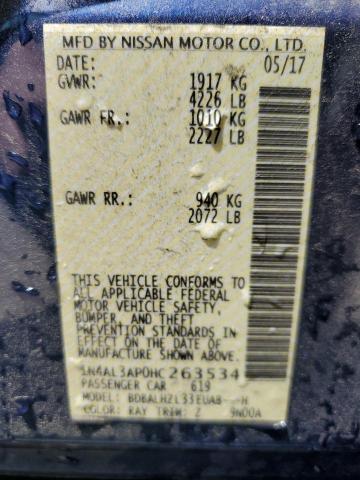 MFD BY NISSAN MOTOR CO., LTD.
DATE: 05/17
GVWR: 1917 KG
4226 LB
GAWR FR.: 1010 KG
2227 LB
GAWR RR.: 940 KG
2072 LB
THIS VEHICLE CONFORMS TO
ALL APPLICABLE FEDERAL
MOTOR VEHICLE SAFETY,
BUMPER, AND THEFT
PREVENTION STANDARDS IN
EFFECT ON THE DATE OF
MANUFACTURE SHOWN ABOVE.
1N4AL3AP0HC263534
PASSENGER CAR 619
MODEL: BDBALHZL33EUA8--H
COLOR: RAY TRIM: Z 9N00A